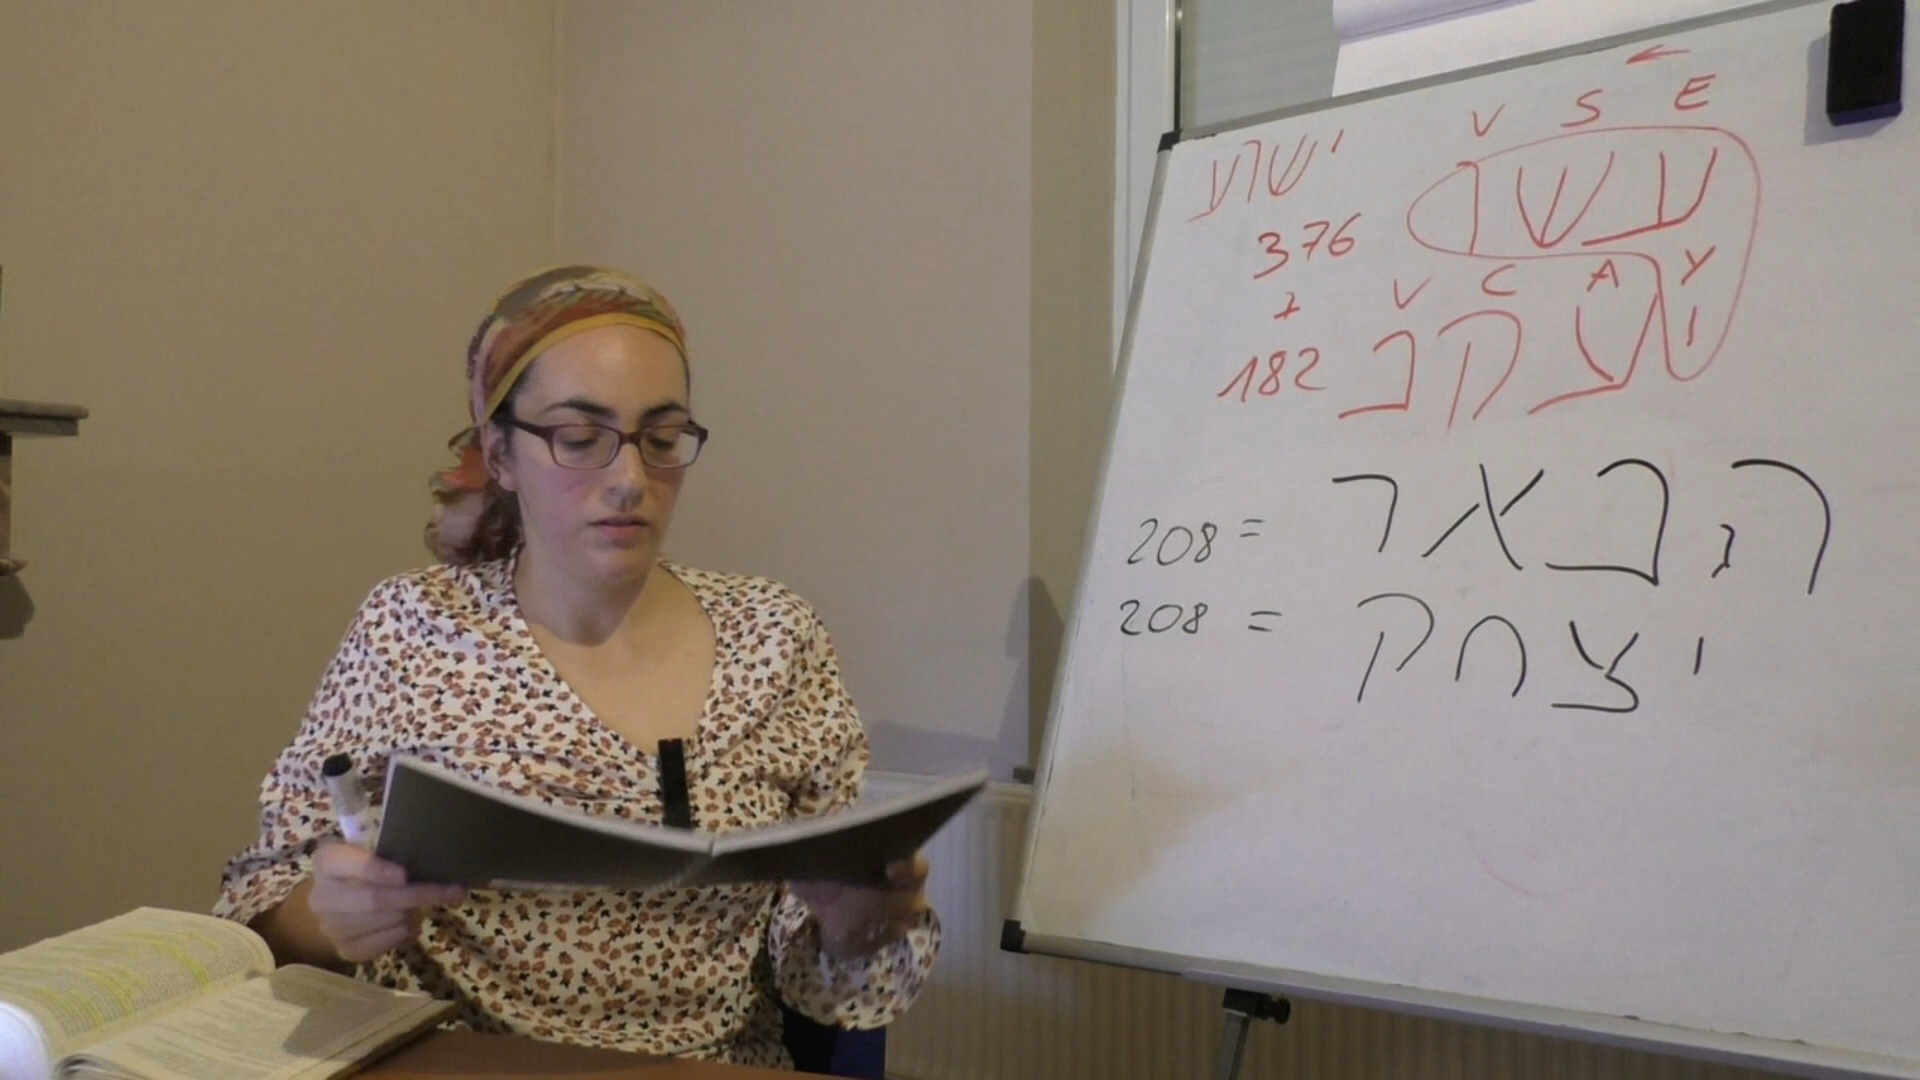 ←
V S E
ישוע
עשו
376
+
V C A Y
182
יעקב
208 = הבאר
208 = יצחק